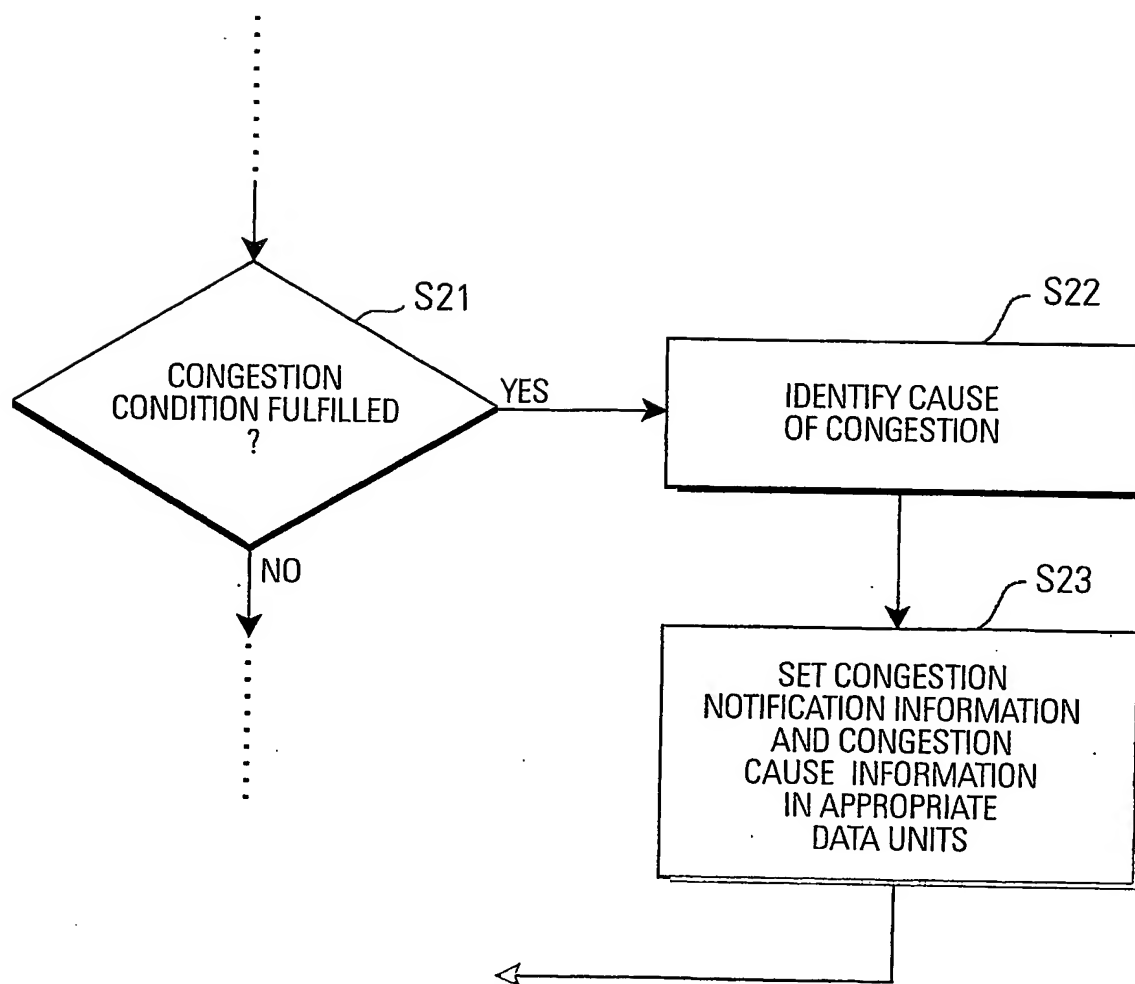 S21
CONGESTION
CONDITION FULFILLED
?
YES
NO
S22
IDENTIFY CAUSE
OF CONGESTION
S23
SET CONGESTION
NOTIFICATION INFORMATION
AND CONGESTION
CAUSE INFORMATION
IN APPROPRIATE
DATA UNITS